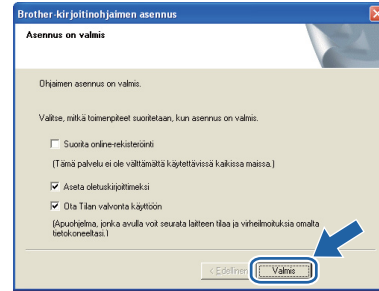 Brother-kirjoitinohjaimen asennus
Asennus on valmis
Ohjaimen asennus on valmis.
Valitse, mitkä toimenpiteet suoritetaan, kun asennus on valmis.
Suorita online-rekisteröinti
(Tämä palvelu ei ole välttämättä käytettävissä kaikissa maissa.)
Aseta oletuskirjoittimeksi
Ota Tilan valvonta käyttöön
(Apuohjelma, jonka avulla voit seurata laitteen tilaa ja virheilmoituksia omalta
tietokoneeltasi.)
< Edellinen
Valmis